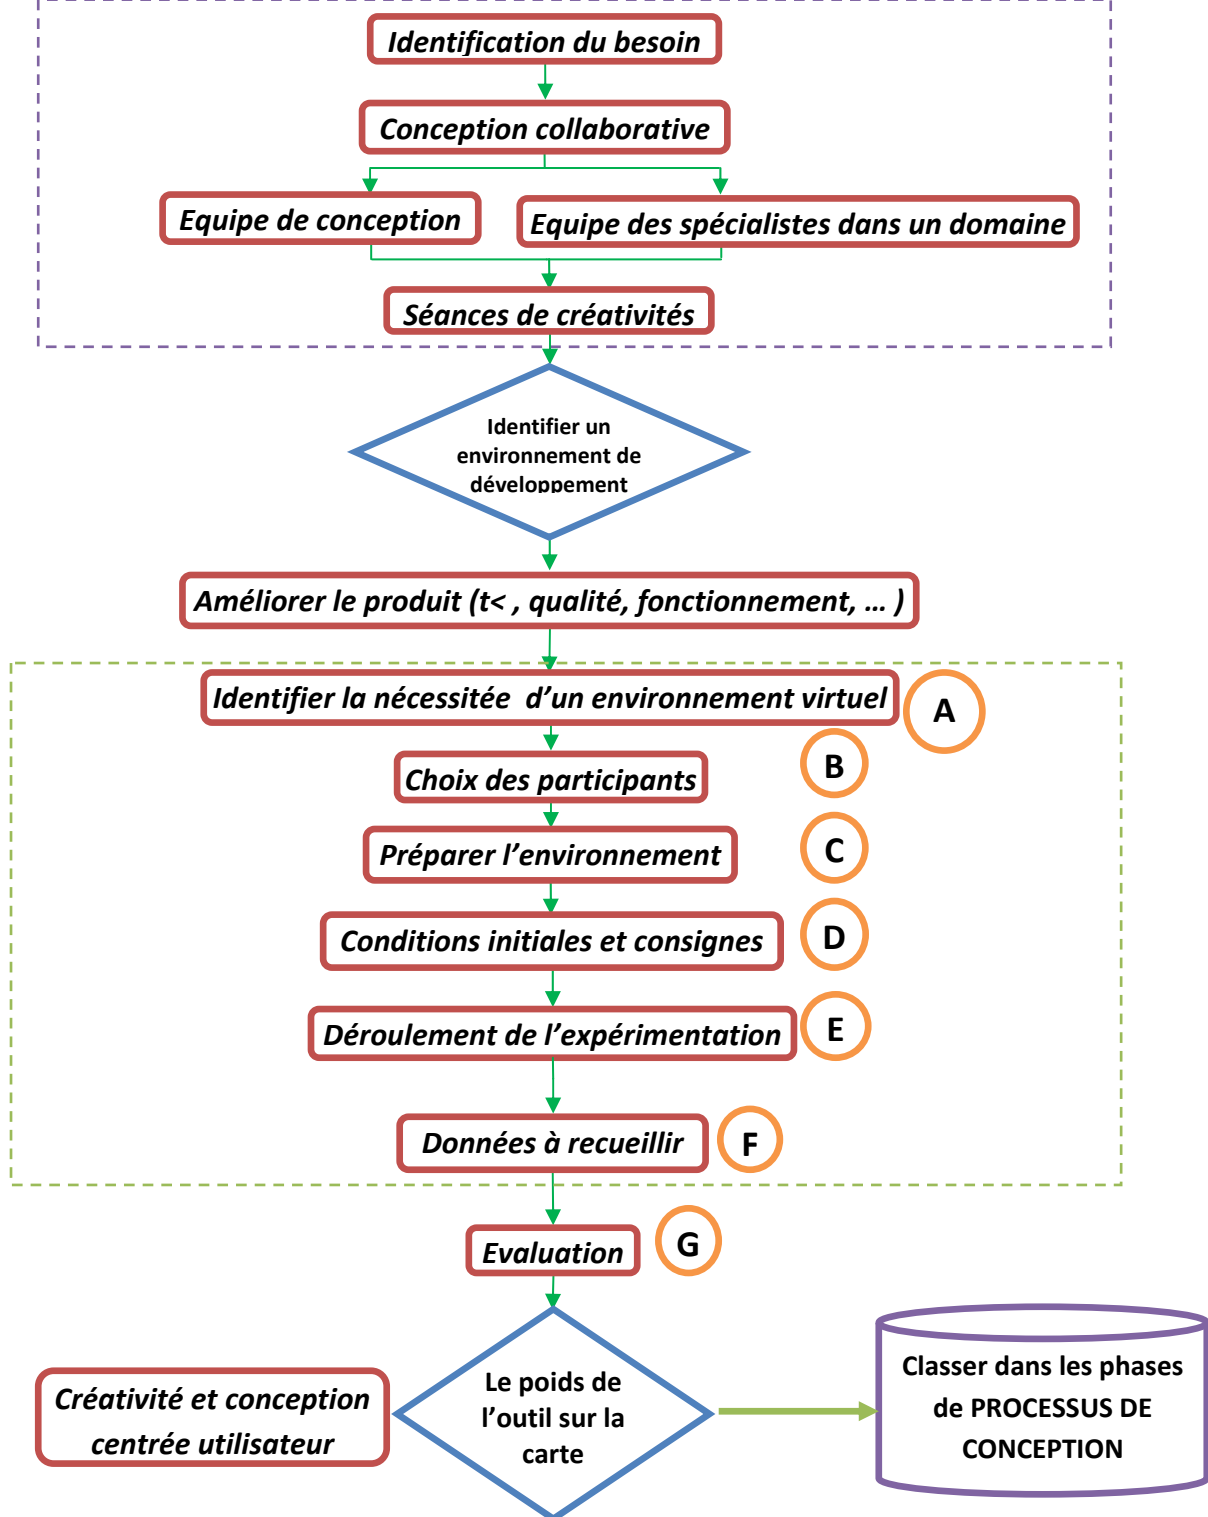 Identification du besoin
Conception collaborative
Equipe de conception
Equipe des spécialistes dans un domaine
Séances de créativités
Identifier un
environnement de
développement
Améliorer le produit (t< , qualité, fonctionnement, … )
Identifier la nécessitée d’un environnement virtuel
A
Choix des participants
B
Préparer l’environnement
C
Conditions initiales et consignes
D
Déroulement de l’expérimentation
E
Données à recueillir
F
Evaluation
G
Créativité et conception
centrée utilisateur
Le poids de
l’outil sur la
carte
Classer dans les phases
de PROCESSUS DE
CONCEPTION